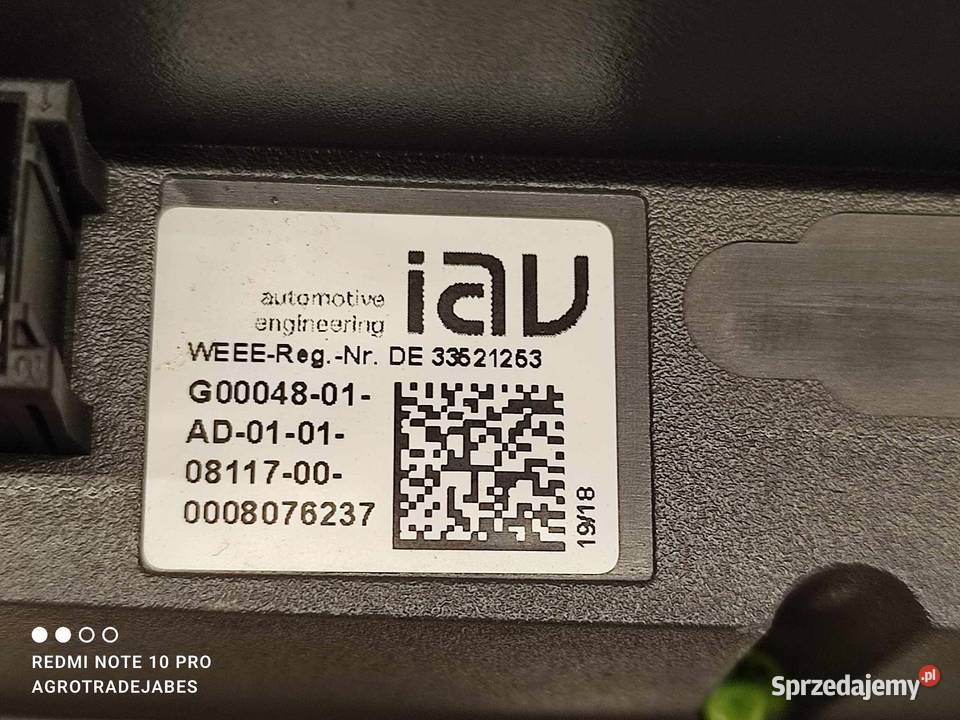 iav
automotive
engineering
WEEE-Reg.-Nr. DE 33521253
G00048-01-
AD-01-01-
08117-00-
0008076237
19/18
REDMI NOTE 10 PRO
AGROTRADEJABES
Sprzedajemy.pl